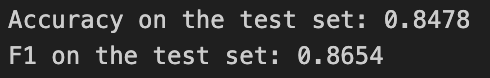 Accuracy on the test set: 0.8478
F1 on the test set: 0.8654